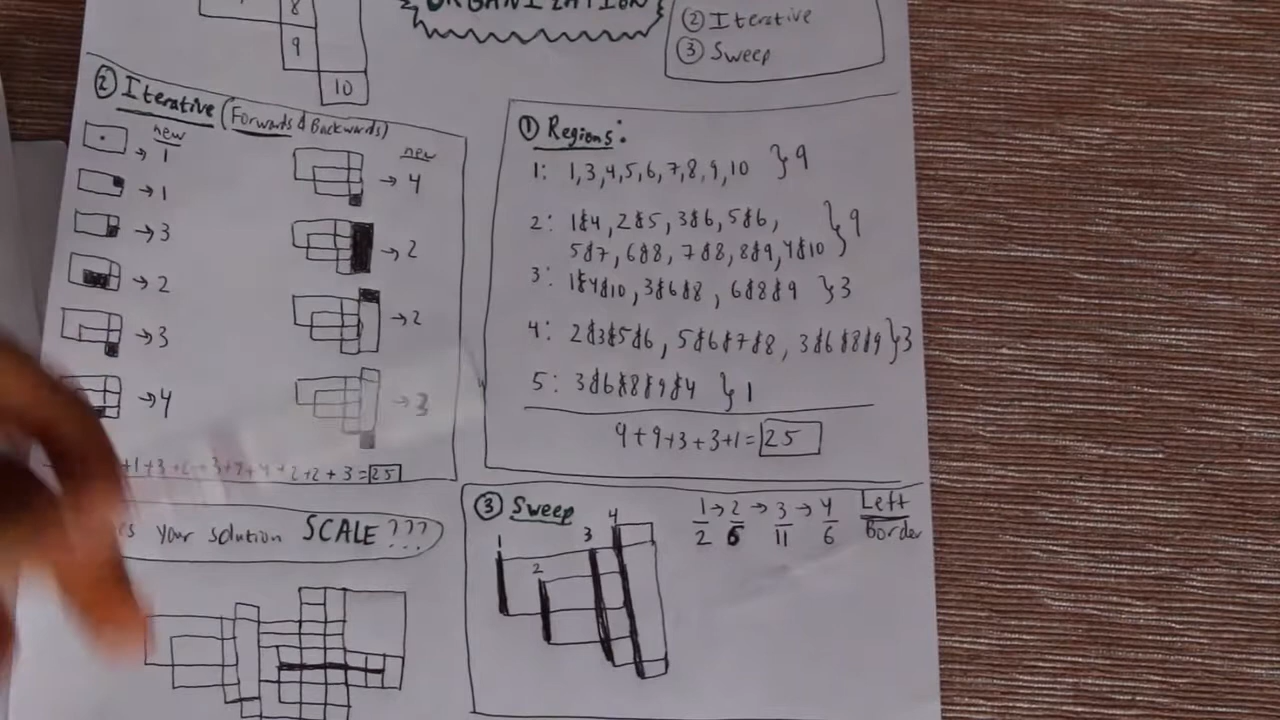 8
9
10
ORGANIZATION
② Iterative
③ Sweep
② Iterative (Forwards & Backwards)
new
→ 1
→ 1
→ 3
→ 2
→ 3
→ 4
new
→ 4
→ 2
→ 2
→ 3
+2+2+3=25
① Regions:
1: 1,3,4,5,6,7,8,9,10 } 9
2: 1&4, 2&5, 3&6, 5&6,
5&7, 6&8, 7&8, 8&9, 4&10 } 9
3: 1&4&10, 3&6&8, 6&8&9 } 3
4: 2&3&5&6, 5&6&7&8, 3&6&8&9 } 3
5: 3&6&8&9&4 } 1
9+9+3+3+1=25
your solution SCALE???
③ Sweep
1 2 3 4
1 → 2 → 3 → 4 Left
2 6 11 6 Border